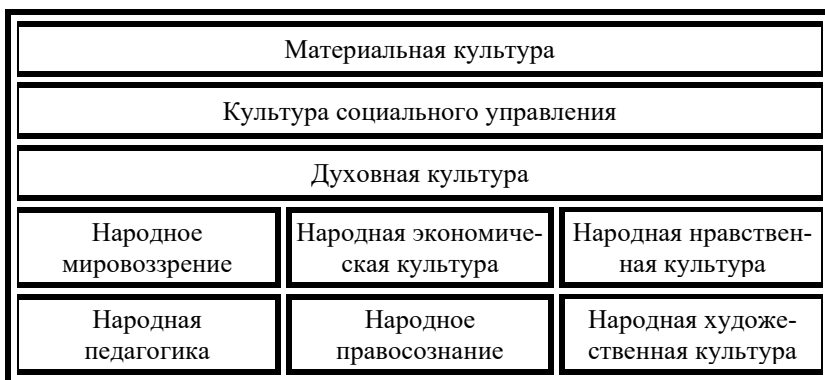 Материальная культура
Культура социального управления
Духовная культура
Народное
мировоззрение
Народная экономиче-
ская культура
Народная нравствен-
ная культура
Народная
педагогика
Народное
правосознание
Народная художе-
ственная культура